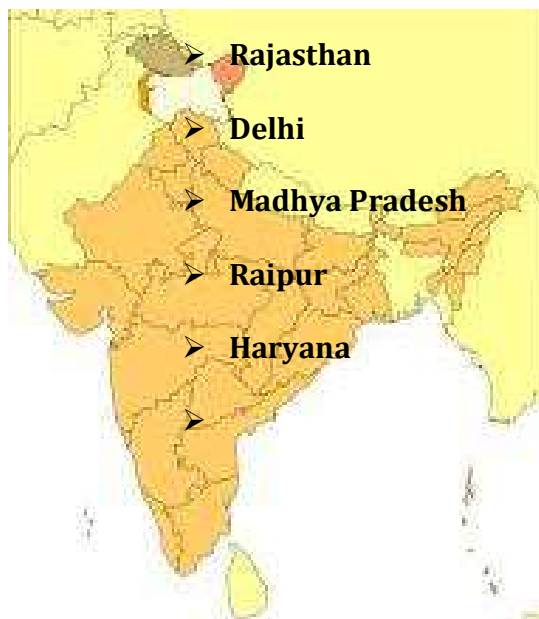 ➢ Rajasthan
➢ Delhi
➢ Madhya Pradesh
➢ Raipur
➢ Haryana
➢